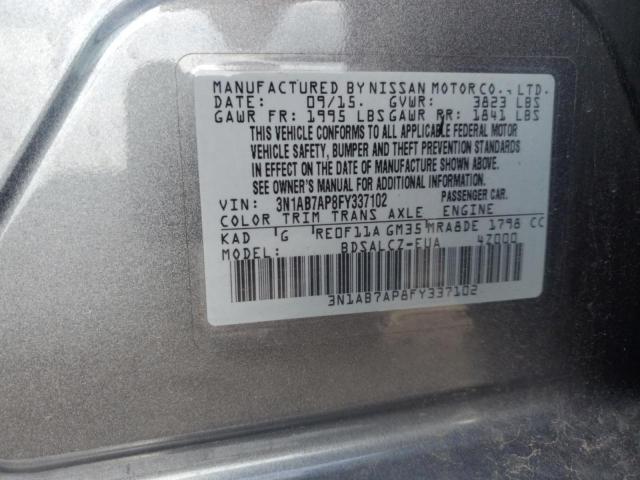 MANUFACTURED BY NISSAN MOTOR CO., LTD.
DATE: 09/15. GVWR: 3823 LBS
GAWR FR: 1995 LBS GAWR RR: 1841 LBS
THIS VEHICLE CONFORMS TO ALL APPLICABLE FEDERAL MOTOR
VEHICLE SAFETY, BUMPER AND THEFT PREVENTION STANDARDS
IN EFFECT ON THE DATE OF MANUFACTURE SHOWN ABOVE.
SEE OWNER'S MANUAL FOR ADDITIONAL INFORMATION.
VIN: 3N1AB7AP8FY337102 PASSENGER CAR.
COLOR TRIM TRANS AXLE ENGINE
KAD G RE0F11A GM35 MRA8DE 1798 CC
MODEL: BDSALCZ-EUA 4Z000
3N1AB7AP8FY337102